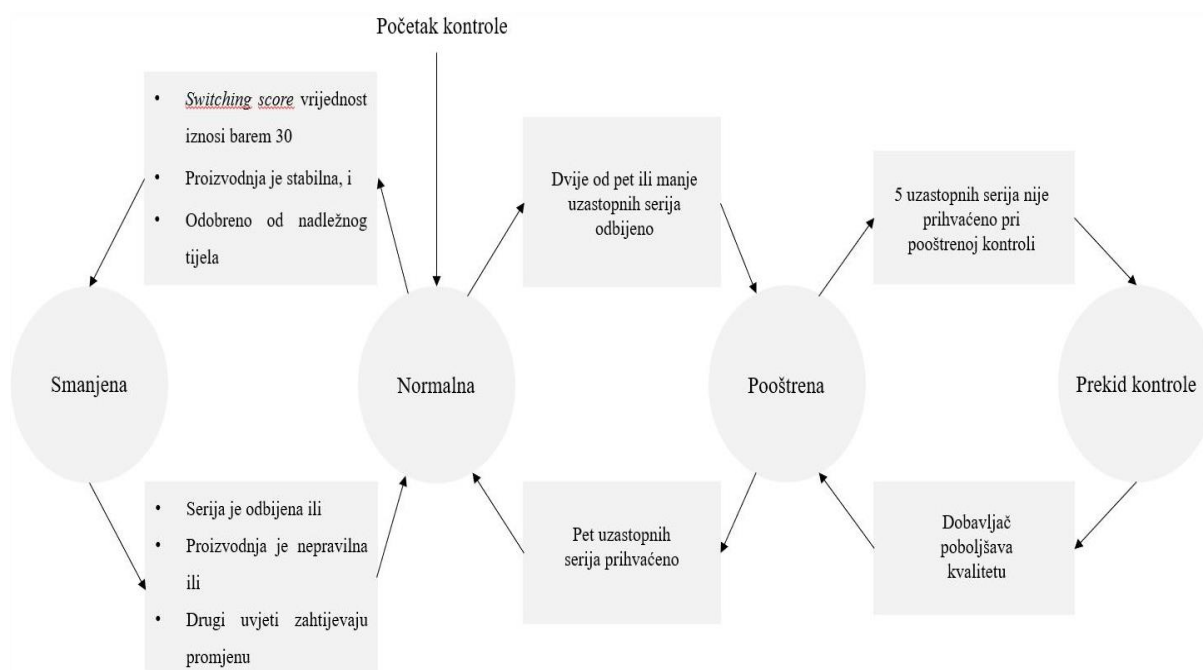 Početak kontrole
• Switching score vrijednost
iznosi barem 30
• Proizvodnja je stabilna, i
• Odobreno od nadležnog
tijela
Dvije od pet ili manje
uzastopnih serija
odbijeno
5 uzastopnih serija nije
prihvaćeno pri
pooštrenoj kontroli
Smanjena
Normalna
Pooštrena
Prekid kontrole
• Serija je odbijena ili
• Proizvodnja je nepravilna
ili
• Drugi uvjeti zahtijevaju
promjenu
Pet uzastopnih
serija prihvaćeno
Dobavljač
poboljšava
kvalitetu